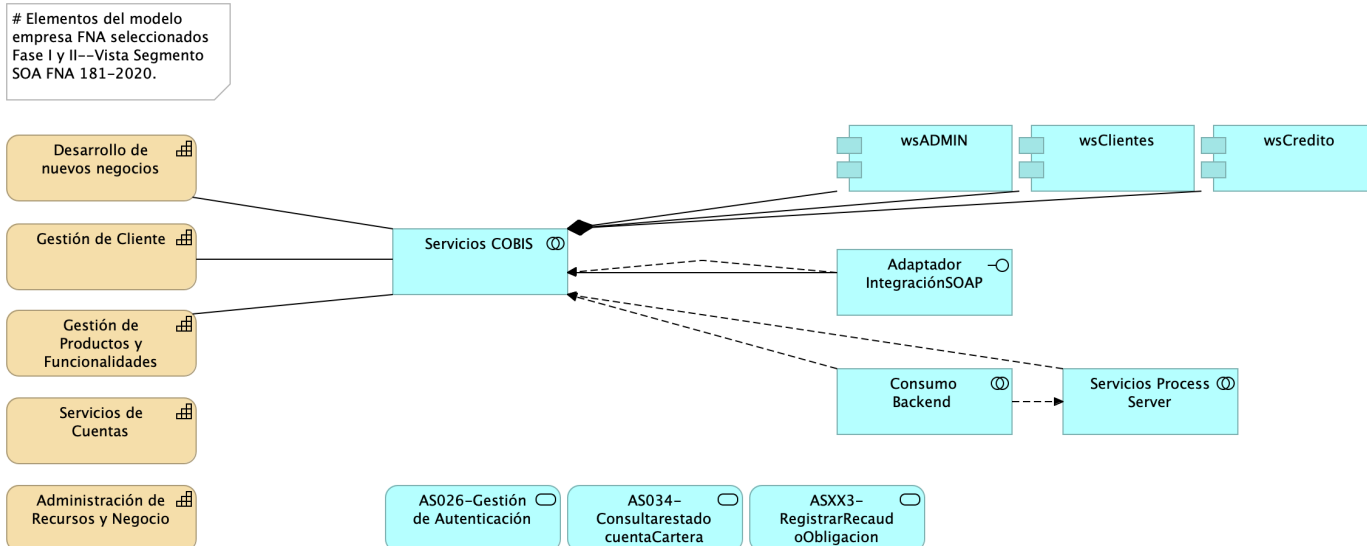 # Elementos del modelo
empresa FNA seleccionados
Fase I y II--Vista Segmento
SOA FNA 181-2020.
wsADMIN
wsClientes
wsCredito
Desarrollo de
nuevos negocios
Gestión de Cliente
Servicios COBIS
Adaptador
IntegraciónSOAP
Gestión de
Productos y
Funcionalidades
Consumo
Backend
Servicios Process
Server
Servicios de
Cuentas
Administración de
Recursos y Negocio
AS026-Gestión
de Autenticación
AS034-
Consultarestado
cuentaCartera
ASXX3-
RegistrarRecaud
oObligacion